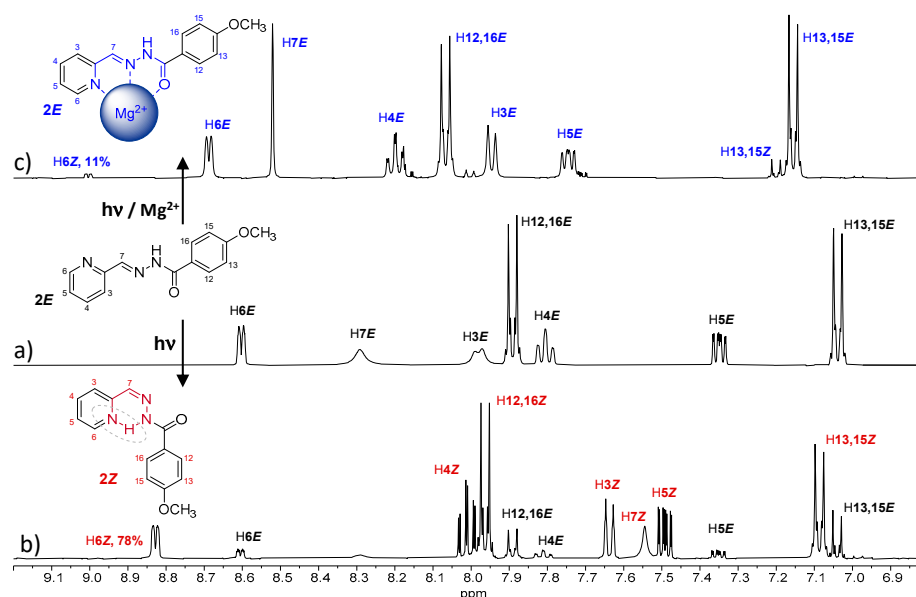 3
7
NH
16
15
OCH₃
4
N
13
5
N
O
12
6
2E
Mg²⁺
H7E
H12,16E
H13,15E
H6E
H4E
H3E
H5E
H6Z, 11%
H13,15Z
c)
hν / Mg²⁺
H12,16E
H13,15E
15
OCH₃
16
7
H
N
N
N
13
6
O
12
5
3
4
2E
H6E
H7E
H3E
H4E
H5E
a)
hν
3
7
N
4
N
H
N
O
5
6
16
12
15
13
OCH₃
2Z
H12,16Z
H4Z
H13,15Z
H3Z
H5Z
H7Z
H12,16E
H13,15E
H6Z, 78%
H6E
H4E
H5E
b)
9.1 9.0 8.9 8.8 8.7 8.6 8.5 8.4 8.3 8.2 8.1 8.0 7.9 7.8 7.7 7.6 7.5 7.4 7.3 7.2 7.1 7.0 6.9
ppm